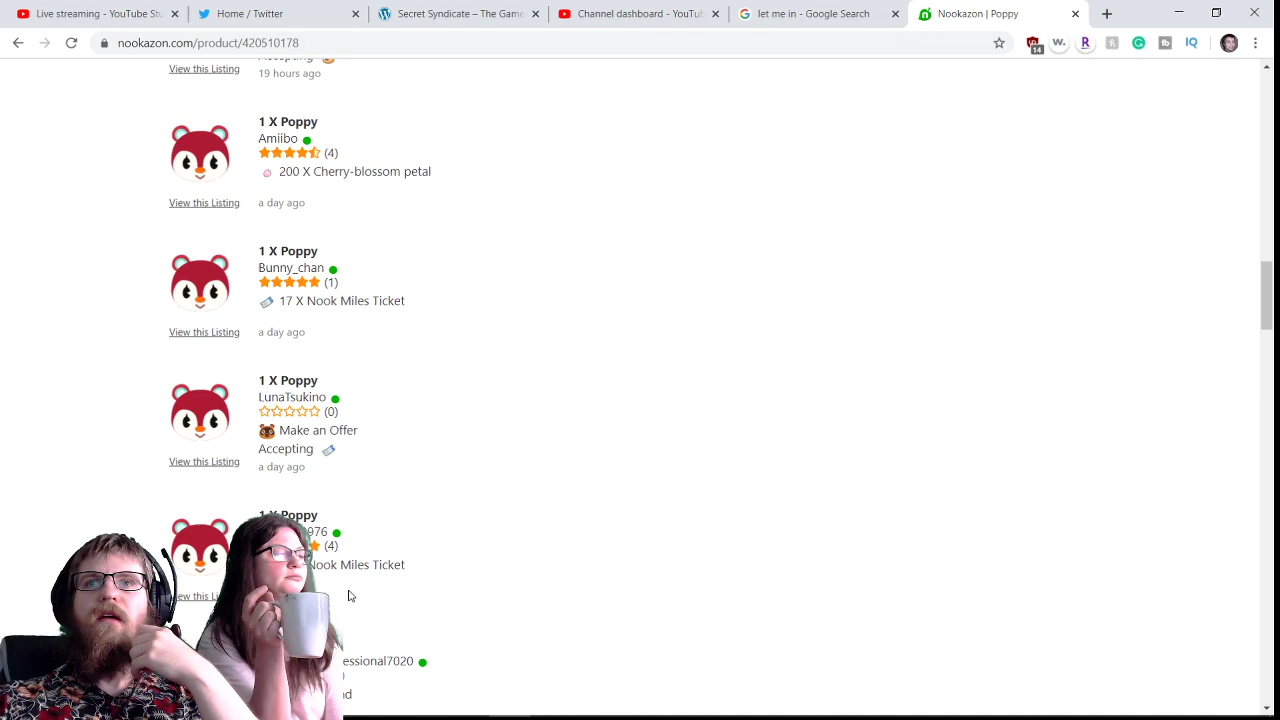 Live streaming - YouTube Stu
Home / Twitter
Secret Syndicate – The Game
Channel dashboard - YouTu
let me in - Google Search
Nookazon | Poppy
nookazon.com/product/420510178
14
View this Listing
19 hours ago
1 X Poppy
Amiibo
(4)
200 X Cherry-blossom petal
View this Listing
a day ago
1 X Poppy
Bunny_chan
(1)
17 X Nook Miles Ticket
View this Listing
a day ago
1 X Poppy
LunaTsukino
(0)
Make an Offer
Accepting
View this Listing
a day ago
Poppy
976
(4)
Nook Miles Ticket
essional7020